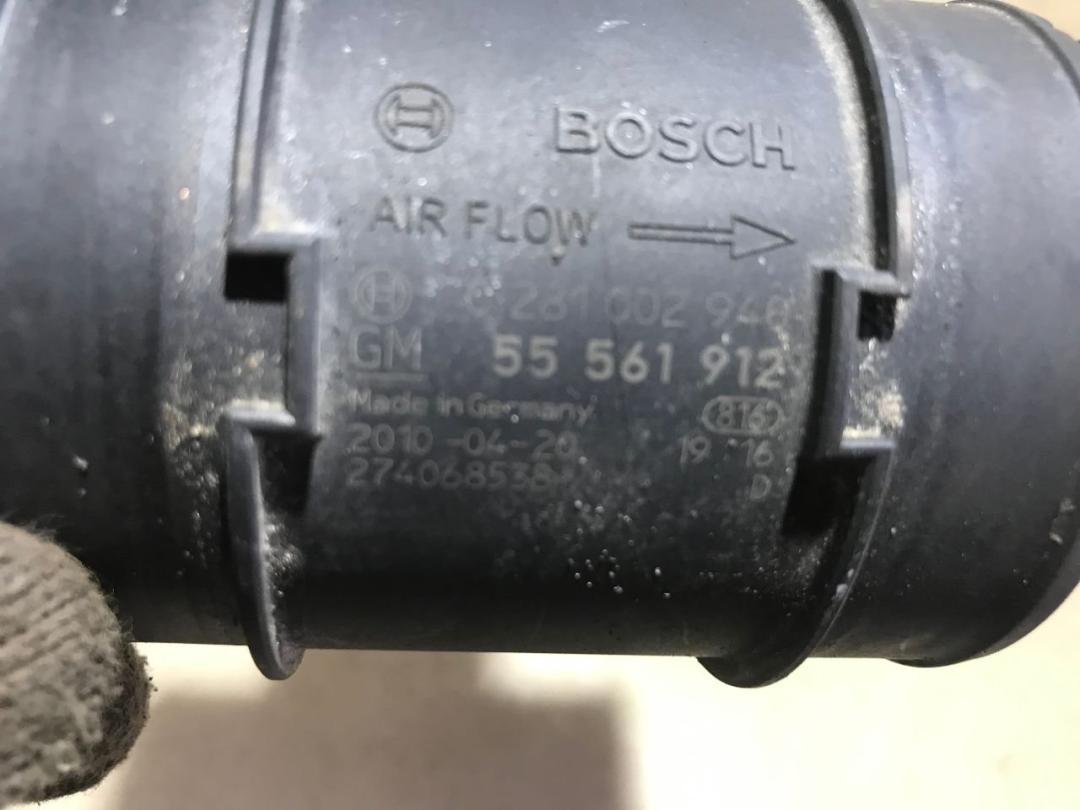 BOSCH
AIR FLOW
0 281 002 940
GM 55 561 912
Made in Germany 816
2010-04-20 19 16
274068538 D